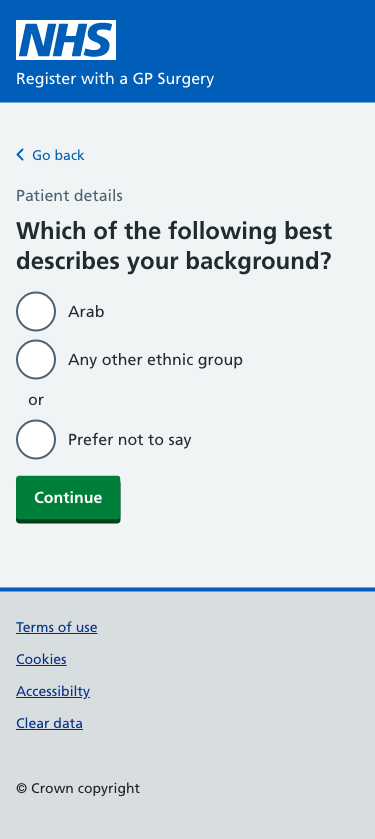 NHS
Register with a GP Surgery
Go back
Patient details
Which of the following best
describes your background?
Arab
Any other ethnic group
or
Prefer not to say
Continue
Terms of use
Cookies
Accessibilty
Clear data
© Crown copyright